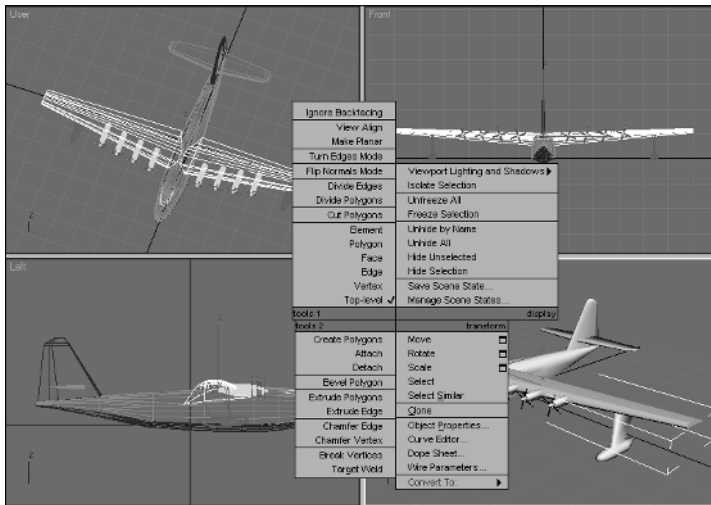 User
Front
Ignore Backfacing
View Align
Make Planar
Turn Edges Mode
Flip Normals Mode
Divide Edges
Divide Polygons
Cut Polygons
Element
Polygon
Face
Edge
Vertex
Top-level
tools 1
Viewport Lighting and Shadows
Isolate Selection
Unfreeze All
Freeze Selection
Unhide by Name
Unhide All
Hide Unselected
Hide Selection
Save Scene State...
Manage Scene States...
display
Left
tools 2
Create Polygons
Attach
Detach
Bevel Polygon
Extrude Polygons
Extrude Edge
Chamfer Edge
Chamfer Vertex
Break Vertices
Target Weld
transform
Move
Rotate
Scale
Select
Select Similar
Clone
Object Properties...
Curve Editor...
Dope Sheet...
Wire Parameters...
Convert To:
z
z
z